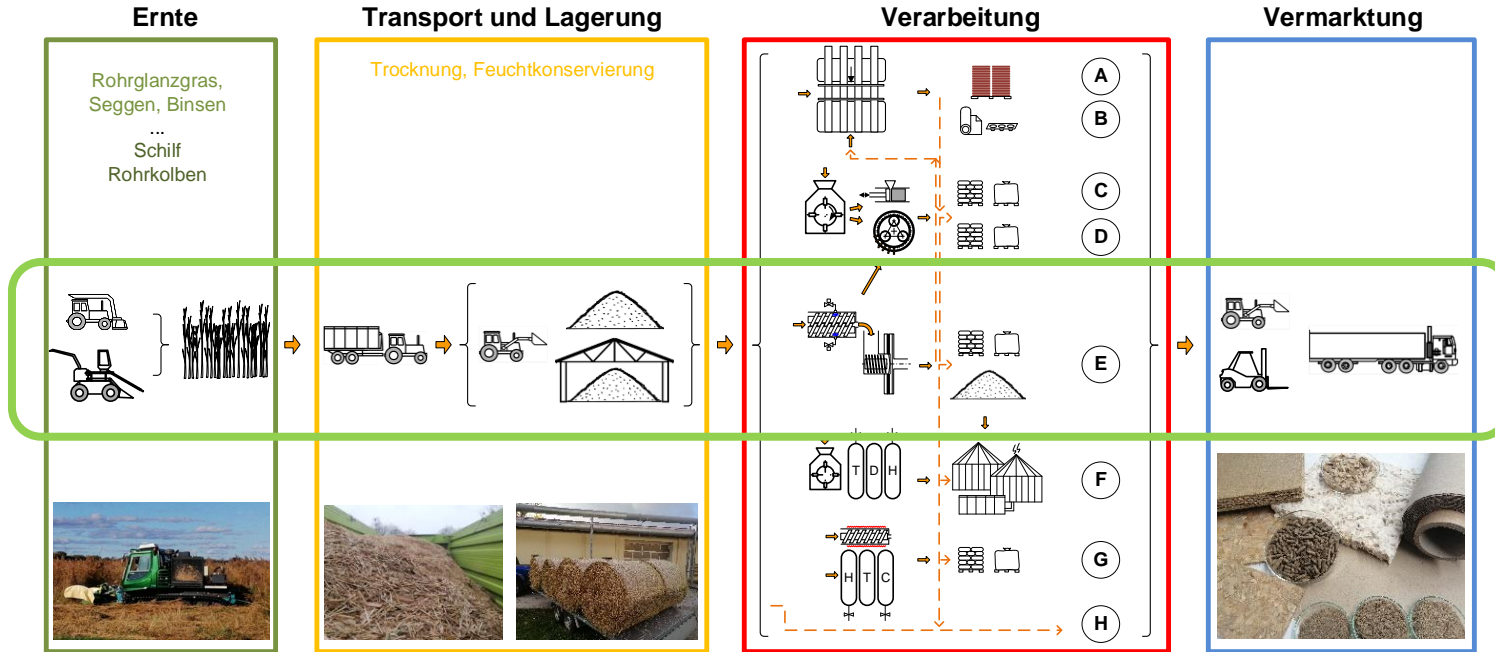 Ernte
Transport und Lagerung
Verarbeitung
Vermarktung
Rohrglanzgras,
Seggen, Binsen
...
Schilf
Rohrkolben
Trocknung, Feuchtkonservierung
A
B
C
D
E
T D H
F
G
H T C
H